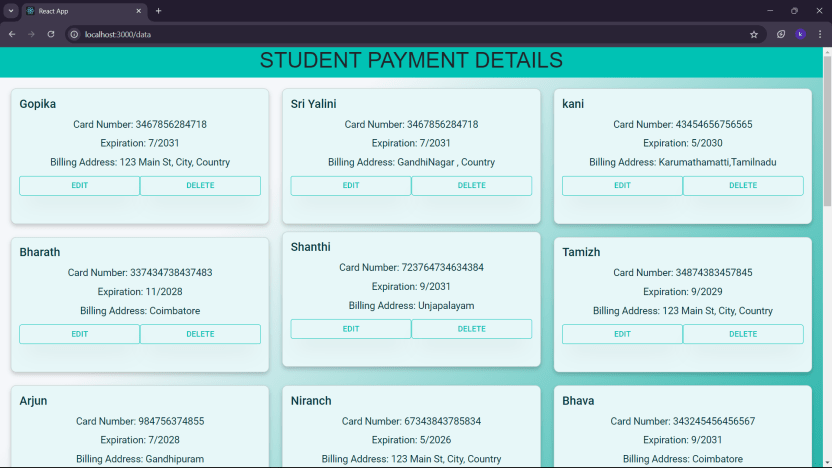 React App
localhost:3000/data
k
STUDENT PAYMENT DETAILS
Gopika
Card Number: 3467856284718
Expiration: 7/2031
Billing Address: 123 Main St, City, Country
EDIT
DELETE
Sri Yalini
Card Number: 3467856284718
Expiration: 7/2031
Billing Address: GandhiNagar , Country
EDIT
DELETE
kani
Card Number: 43454656756565
Expiration: 5/2030
Billing Address: Karumathamatti,Tamilnadu
EDIT
DELETE
Bharath
Card Number: 337434738437483
Expiration: 11/2028
Billing Address: Coimbatore
EDIT
DELETE
Shanthi
Card Number: 723764734634384
Expiration: 9/2031
Billing Address: Unjapalayam
EDIT
DELETE
Tamizh
Card Number: 34874383457845
Expiration: 9/2029
Billing Address: 123 Main St, City, Country
EDIT
DELETE
Arjun
Card Number: 984756374855
Expiration: 7/2028
Billing Address: Gandhipuram
Niranch
Card Number: 67343843785834
Expiration: 5/2026
Billing Address: 123 Main St, City, Country
Bhava
Card Number: 343245456456567
Expiration: 9/2031
Billing Address: Coimbatore